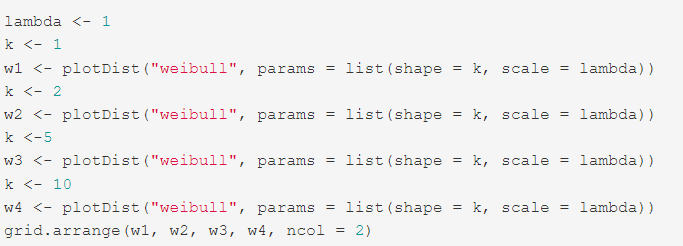 lambda <- 1
k <- 1
w1 <- plotDist("weibull", params = list(shape = k, scale = lambda))
k <- 2
w2 <- plotDist("weibull", params = list(shape = k, scale = lambda))
k <-5
w3 <- plotDist("weibull", params = list(shape = k, scale = lambda))
k <- 10
w4 <- plotDist("weibull", params = list(shape = k, scale = lambda))
grid.arrange(w1, w2, w3, w4, ncol = 2)